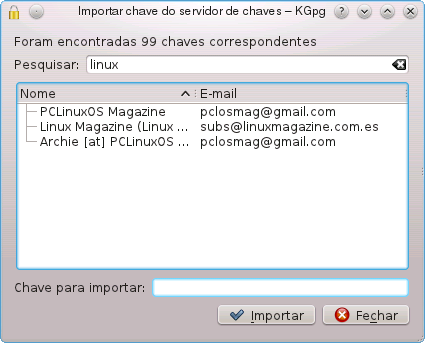 Importar chave do servidor de chaves – KGpg
Foram encontradas 99 chaves correspondentes
Pesquisar: linux
Nome E-mail
PCLinuxOS Magazine pclosmag@gmail.com
Linux Magazine (Linux ... subs@linuxmagazine.com.es
Archie [at] PCLinuxOS ... pclosmag@gmail.com
Chave para importar:
Importar Fechar